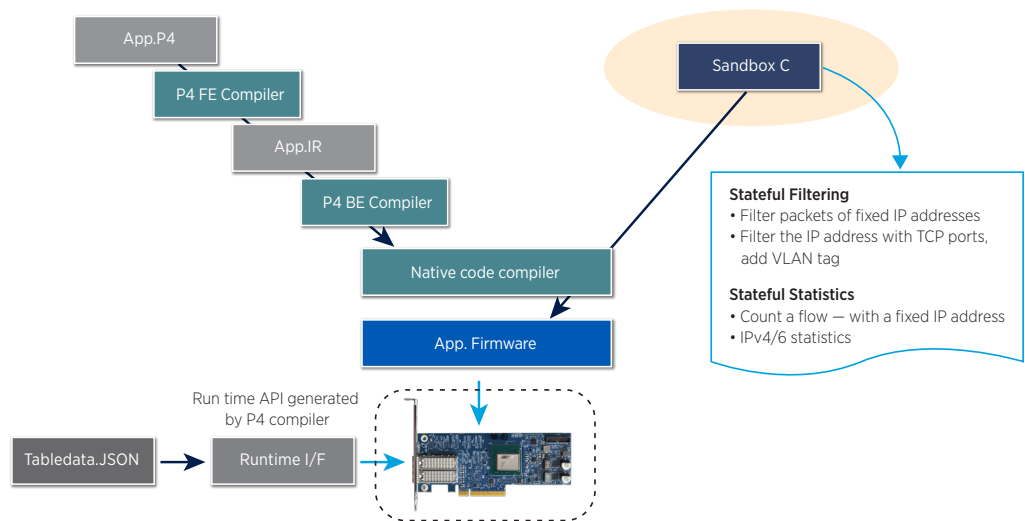 App.P4
P4 FE Compiler
App.IR
P4 BE Compiler
Native code compiler
App. Firmware
Sandbox C
Stateful Filtering
• Filter packets of fixed IP addresses
• Filter the IP address with TCP ports,
add VLAN tag
Stateful Statistics
• Count a flow — with a fixed IP address
• IPv4/6 statistics
Run time API generated
by P4 compiler
Tabledata.JSON
Runtime I/F